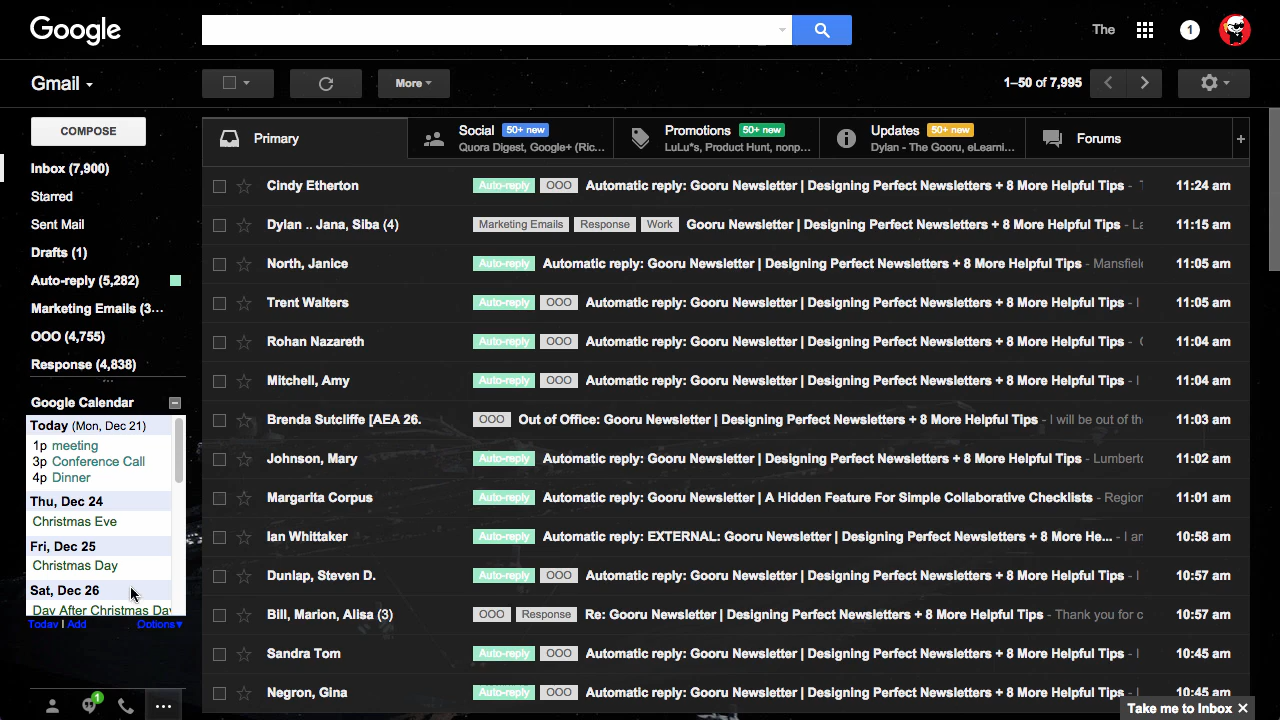 Google
The
1
Gmail
More
1–50 of 7,995
COMPOSE
Inbox (7,900)
Starred
Sent Mail
Drafts (1)
Auto-reply (5,282)
Marketing Emails (3…
OOO (4,755)
Response (4,838)
Google Calendar
Today (Mon, Dec 21)
1p meeting
3p Conference Call
4p Dinner
Thu, Dec 24
Christmas Eve
Fri, Dec 25
Christmas Day
Sat, Dec 26
Day After Christmas Day
Today | Add Options▼
1
Primary
Social 50+ new
Quora Digest, Google+ (Ric...
Promotions 50+ new
LuLu*s, Product Hunt, nonp...
Updates 50+ new
Dylan - The Gooru, eLearni...
Forums
+
Cindy Etherton Auto-reply OOO Automatic reply: Gooru Newsletter | Designing Perfect Newsletters + 8 More Helpful Tips - 11:24 am
Dylan .. Jana, Siba (4) Marketing Emails Response Work Gooru Newsletter | Designing Perfect Newsletters + 8 More Helpful Tips - La 11:15 am
North, Janice Auto-reply Automatic reply: Gooru Newsletter | Designing Perfect Newsletters + 8 More Helpful Tips - Mansfield 11:05 am
Trent Walters Auto-reply OOO Automatic reply: Gooru Newsletter | Designing Perfect Newsletters + 8 More Helpful Tips - I 11:05 am
Rohan Nazareth Auto-reply OOO Automatic reply: Gooru Newsletter | Designing Perfect Newsletters + 8 More Helpful Tips - 11:04 am
Mitchell, Amy Auto-reply OOO Automatic reply: Gooru Newsletter | Designing Perfect Newsletters + 8 More Helpful Tips - I 11:04 am
Brenda Sutcliffe [AEA 26. OOO Out of Office: Gooru Newsletter | Designing Perfect Newsletters + 8 More Helpful Tips - I will be out of the 11:03 am
Johnson, Mary Auto-reply Automatic reply: Gooru Newsletter | Designing Perfect Newsletters + 8 More Helpful Tips - Lumberto 11:02 am
Margarita Corpus Auto-reply Automatic reply: Gooru Newsletter | A Hidden Feature For Simple Collaborative Checklists - Region 11:01 am
Ian Whittaker Auto-reply Automatic reply: EXTERNAL: Gooru Newsletter | Designing Perfect Newsletters + 8 More He... - I am 10:58 am
Dunlap, Steven D. Auto-reply OOO Automatic reply: Gooru Newsletter | Designing Perfect Newsletters + 8 More Helpful Tips - I 10:57 am
Bill, Marion, Alisa (3) OOO Response Re: Gooru Newsletter | Designing Perfect Newsletters + 8 More Helpful Tips - Thank you for c 10:57 am
Sandra Tom Auto-reply OOO Automatic reply: Gooru Newsletter | Designing Perfect Newsletters + 8 More Helpful Tips - I 10:45 am
Negron, Gina Auto-reply OOO Automatic reply: Gooru Newsletter | Designing Perfect Newsletters + 8 More Helpful Tips - I am
Take me to Inbox ✕